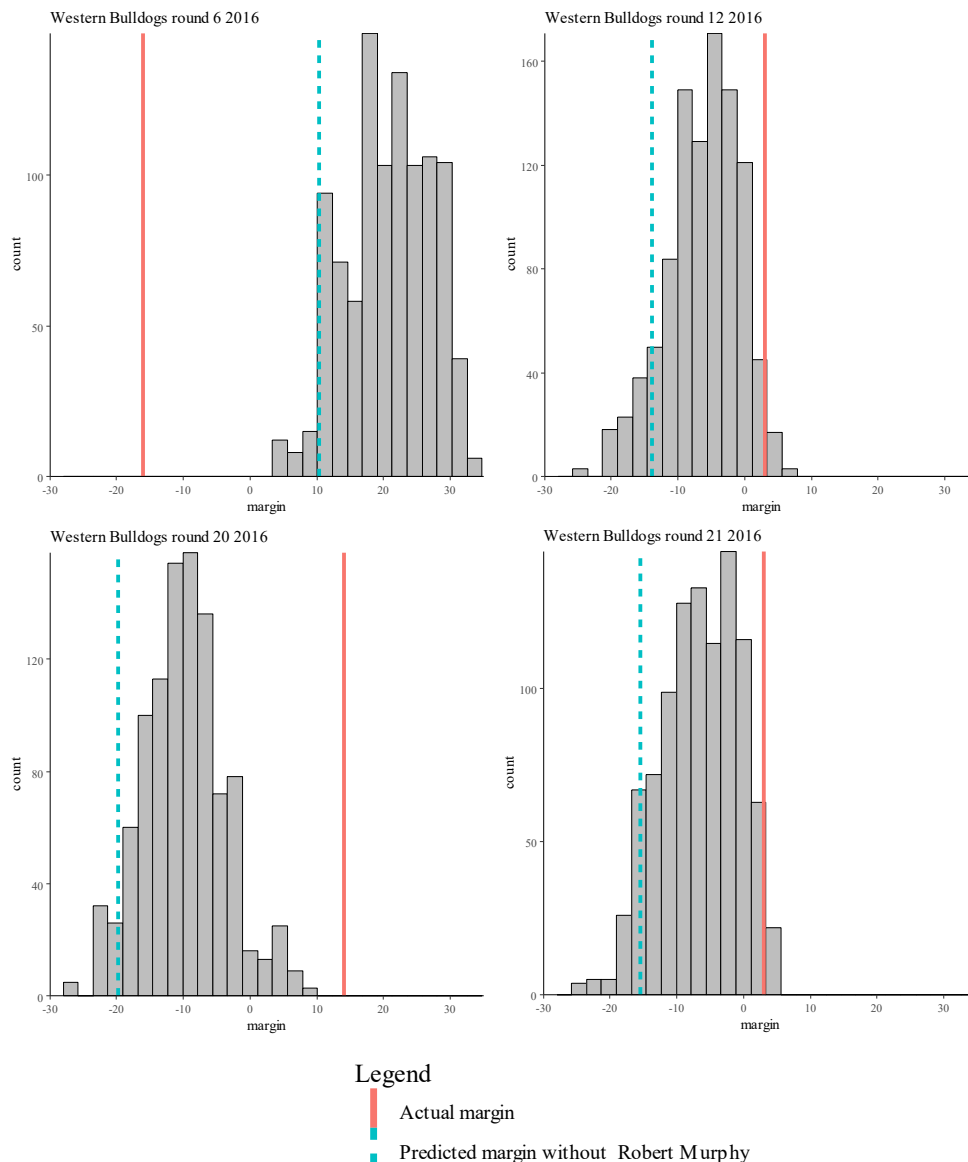 Western Bulldogs round 6 2016
100
50
0
count
-30 -20 -10 0 10 20 30
margin
Western Bulldogs round 12 2016
160
120
80
40
0
count
-30 -20 -10 0 10 20 30
margin
Western Bulldogs round 20 2016
120
80
40
0
count
-30 -20 -10 0 10 20 30
margin
Western Bulldogs round 21 2016
100
50
0
count
-30 -20 -10 0 10 20 30
margin
Legend
Actual margin
Predicted margin without Robert Murphy